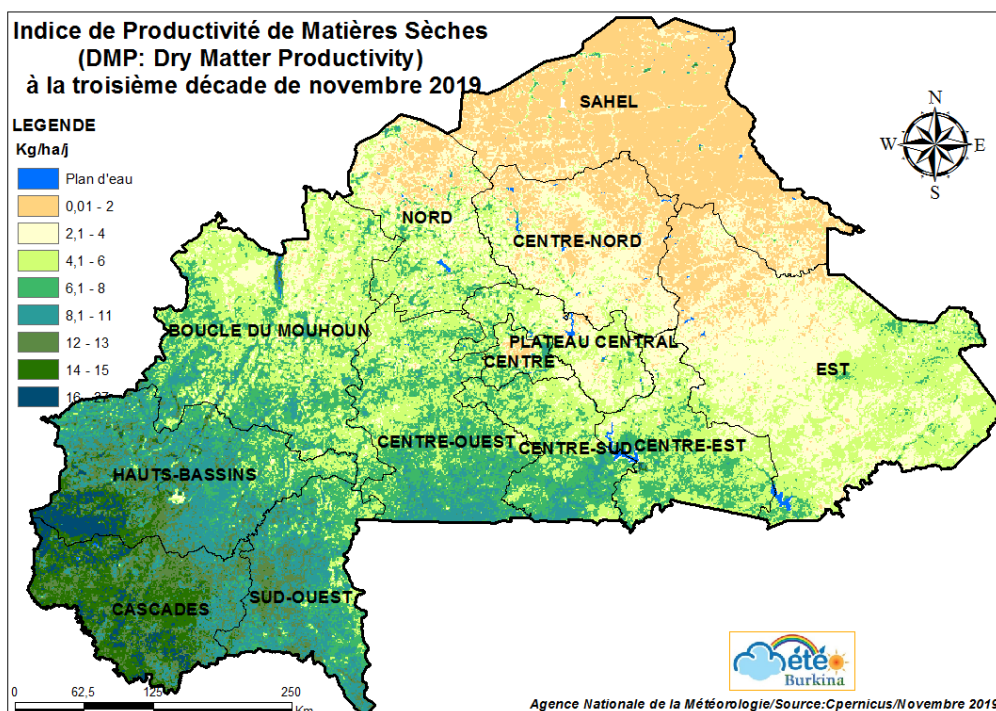 Indice de Productivité de Matières Sèches
(DMP: Dry Matter Productivity)
à la troisième décade de novembre 2019
LEGENDE
Kg/ha/j
Plan d'eau
0,01 - 2
2,1 - 4
4,1 - 6
6,1 - 8
8,1 - 11
12 - 13
14 - 15
16 - 27
N
W E
S
SAHEL
NORD
CENTRE-NORD
BOUCLE DU MOUHOUN
PLATEAU CENTRAL
CENTRE
EST
CENTRE-OUEST
CENTRE-SUD
CENTRE-EST
HAUTS-BASSINS
CASCADES
SUD-OUEST
0 62,5 125 250
Km
été
Burkina
Agence Nationale de la Météorologie/Source:Cpernicus/Novembre 2019